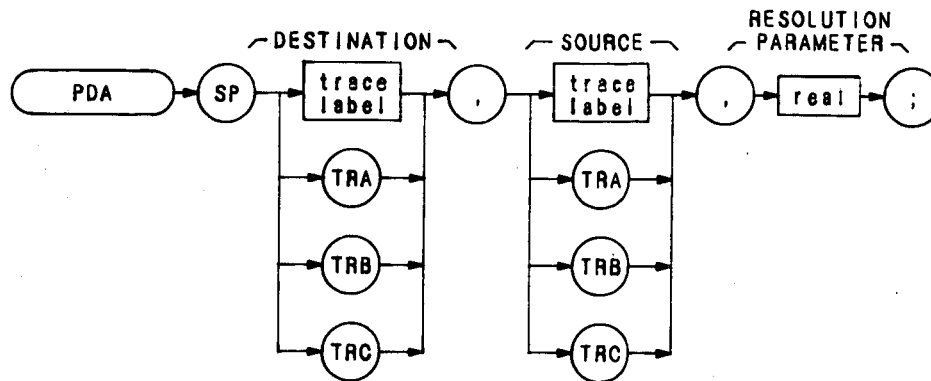 DESTINATION
SOURCE
RESOLUTION
PARAMETER
PDA
SP
trace
label
,
trace
label
,
real
;
TRA
TRA
TRB
TRB
TRC
TRC